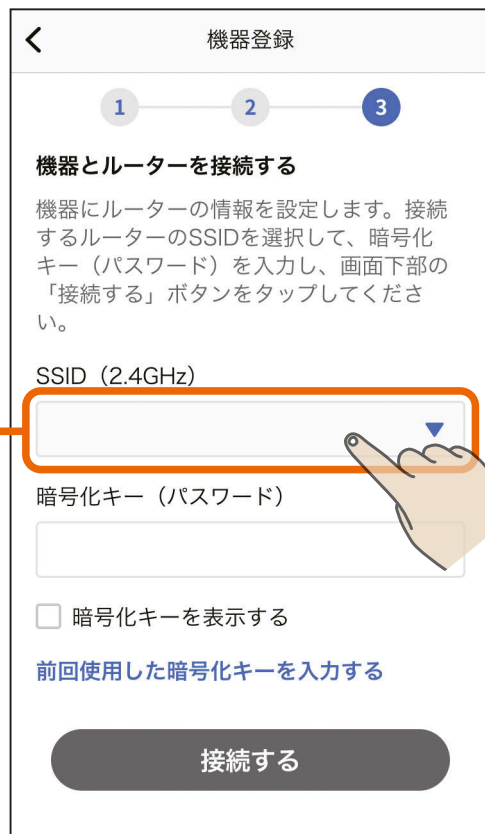 機器登録
1 2 3
機器とルーターを接続する
機器にルーターの情報を設定します。接続
するルーターのSSIDを選択して、暗号化
キー（パスワード）を入力し、画面下部の
「接続する」ボタンをタップしてくださ
い。
SSID（2.4GHz）
暗号化キー（パスワード）
暗号化キーを表示する
前回使用した暗号化キーを入力する
接続する